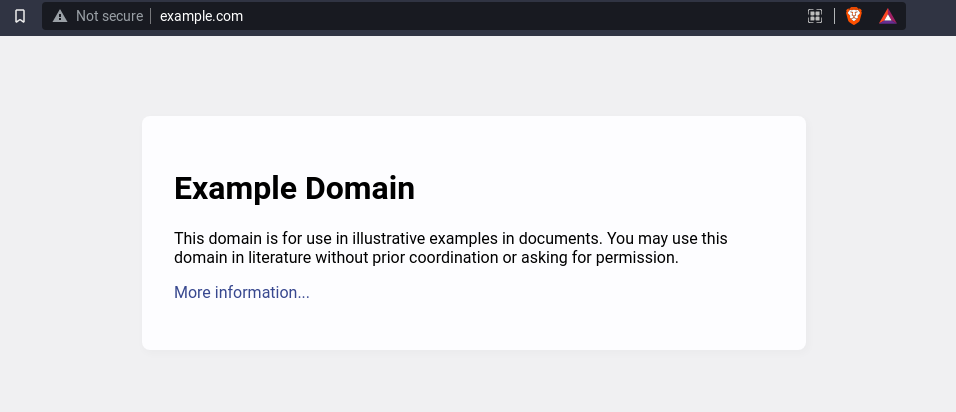 Not secure example.com
Example Domain
This domain is for use in illustrative examples in documents. You may use this
domain in literature without prior coordination or asking for permission.
More information...